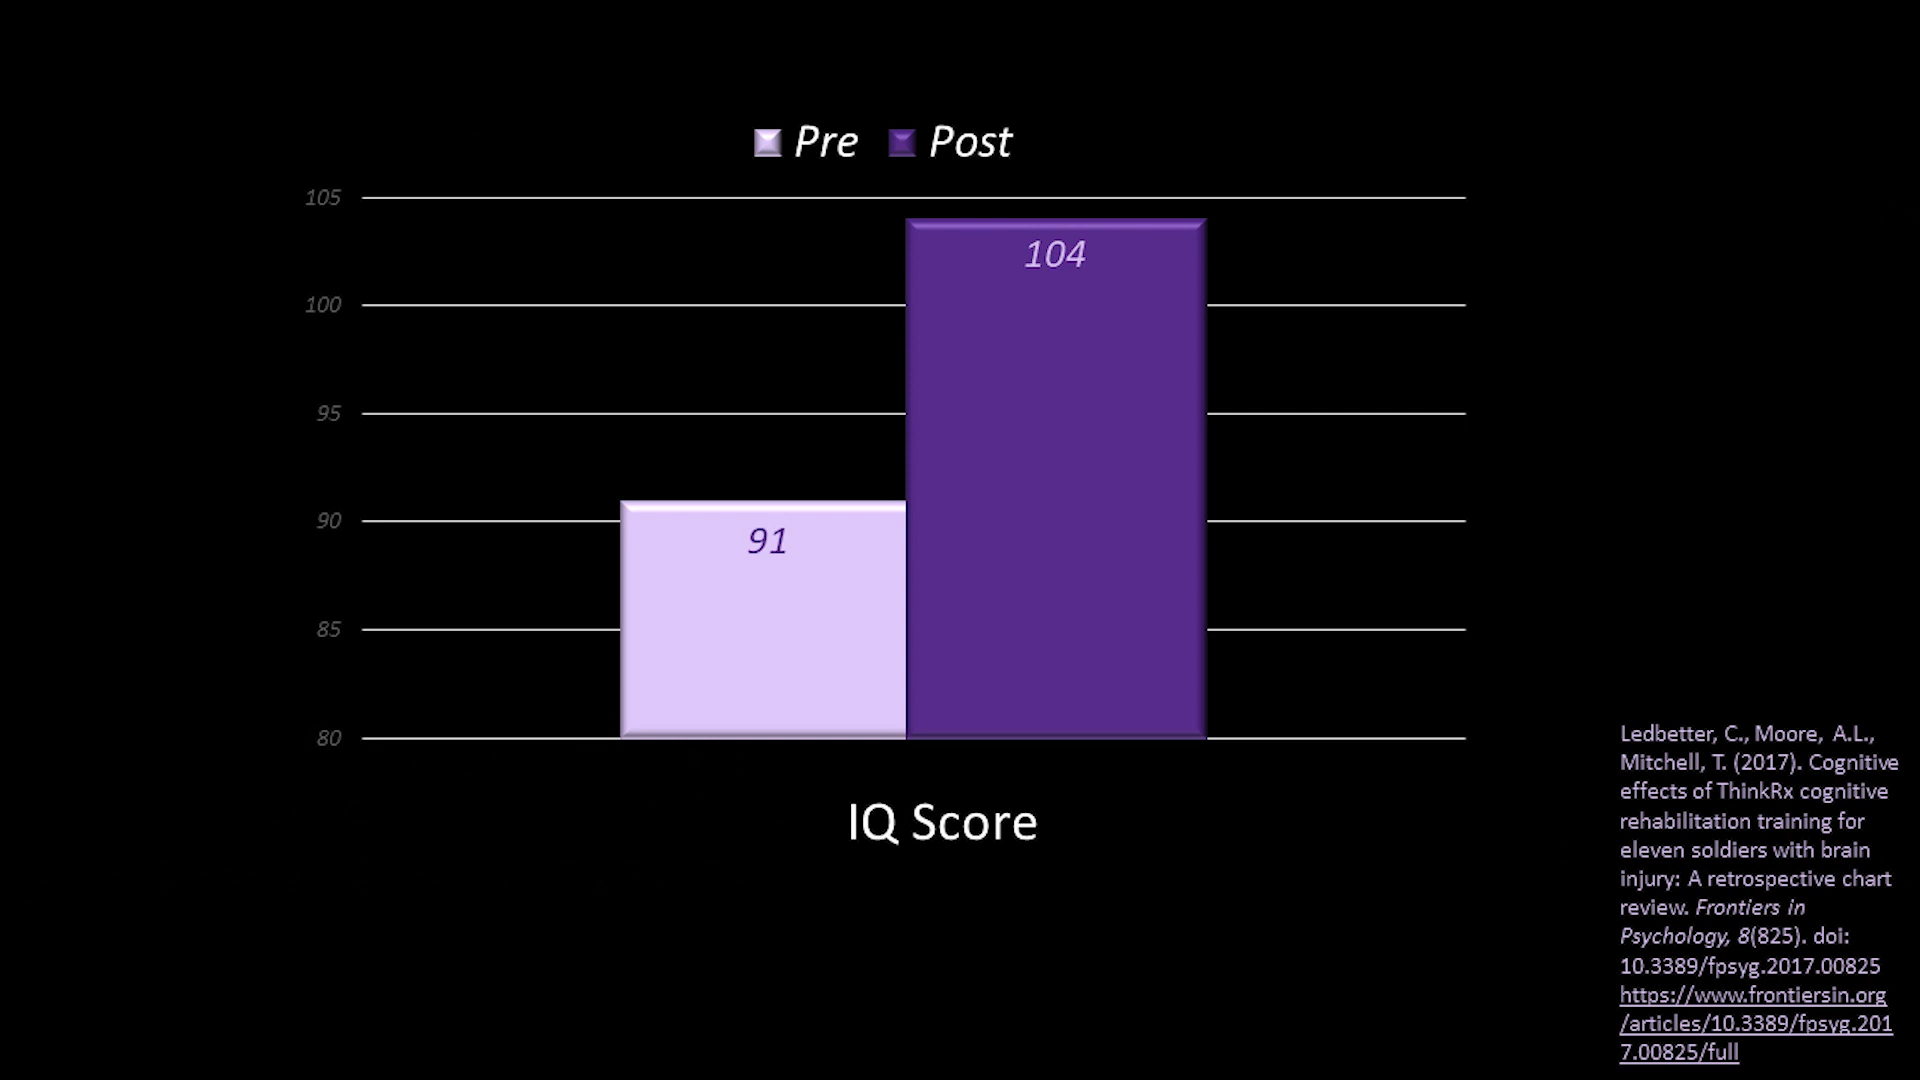 Pre Post
105
104
100
95
91
90
85
80
IQ Score
Ledbetter, C., Moore, A.L.,
Mitchell, T. (2017). Cognitive
effects of ThinkRx cognitive
rehabilitation training for
eleven soldiers with brain
injury: A retrospective chart
review. Frontiers in
Psychology, 8(825). doi:
10.3389/fpsyg.2017.00825
https://www.frontiersin.org
/articles/10.3389/fpsyg.201
7.00825/full